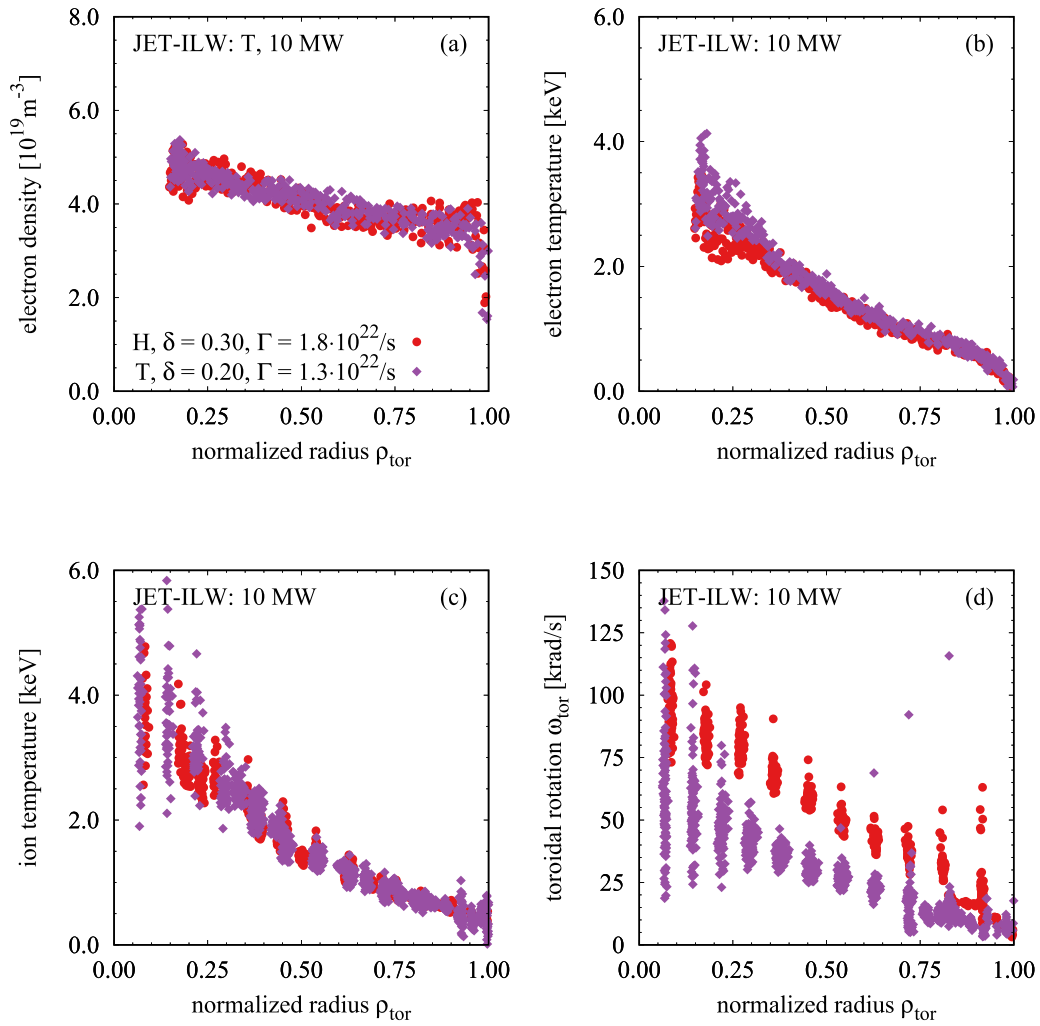 8.0
6.0
4.0
2.0
0.0
electron density [10^19 m^-3]
JET-ILW: T, 10 MW (a)
H, δ = 0.30, Γ = 1.8·10^22/s
T, δ = 0.20, Γ = 1.3·10^22/s
0.00 0.25 0.50 0.75 1.00
normalized radius ρ_tor
6.0
4.0
2.0
0.0
electron temperature [keV]
JET-ILW: 10 MW (b)
0.00 0.25 0.50 0.75 1.00
normalized radius ρ_tor
6.0
4.0
2.0
0.0
ion temperature [keV]
JET-ILW: 10 MW (c)
0.00 0.25 0.50 0.75 1.00
normalized radius ρ_tor
150
125
100
75
50
25
0
toroidal rotation ω_tor [krad/s]
JET-ILW: 10 MW (d)
0.00 0.25 0.50 0.75 1.00
normalized radius ρ_tor